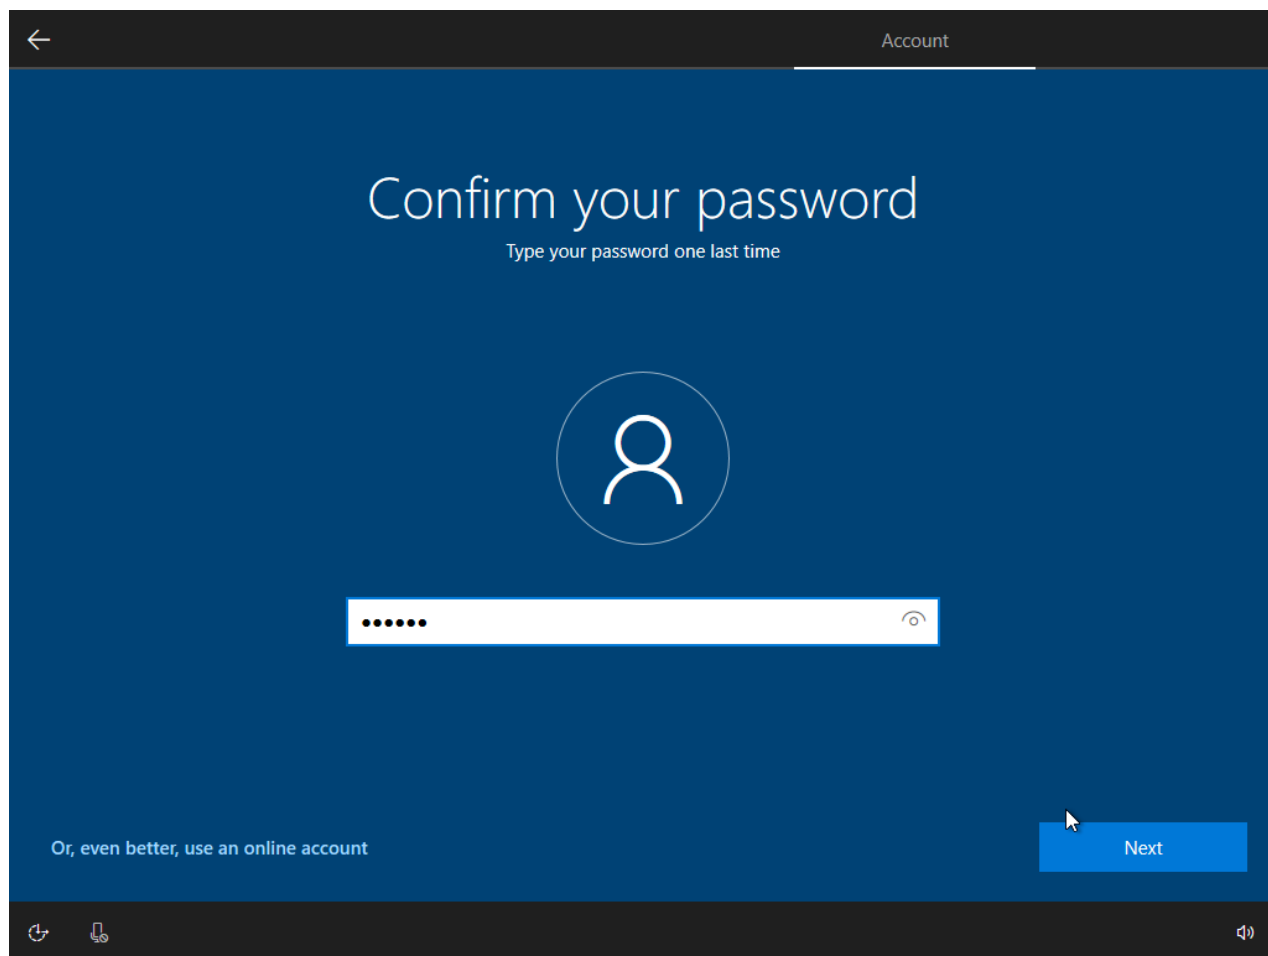 Account
Confirm your password
Type your password one last time
••••••
Or, even better, use an online account
Next